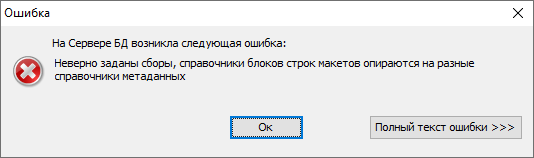 Ошибка
На Сервере БД возникла следующая ошибка:
Неверно заданы сборы, справочники блоков строк макетов опираются на разные
справочники метаданных
Ок
Полный текст ошибки >>>